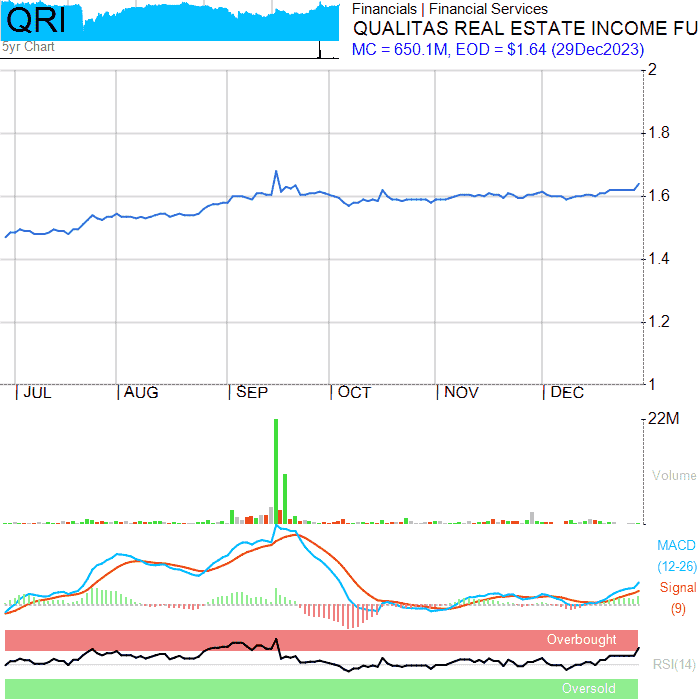 QRI
5yr Chart
Financials | Financial Services
QUALITAS REAL ESTATE INCOME FU
MC = 650.1M, EOD = $1.64 (29Dec2023)
2
1.8
1.6
1.4
1.2
1
JUL AUG SEP OCT NOV DEC
22M
Volume
MACD
(12-26)
Signal
(9)
Overbought
RSI(14)
Oversold